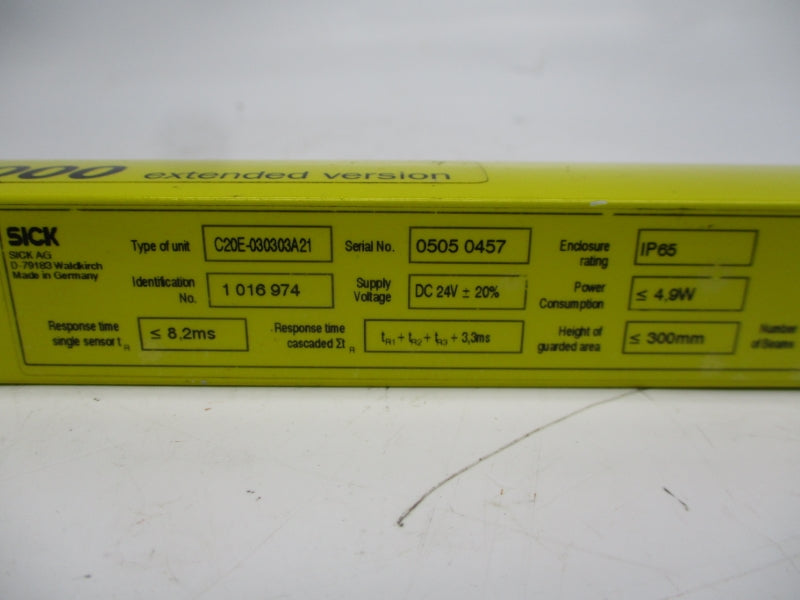 000 extended version
SICK
SICK AG
D-79183 Waldkirch
Made in Germany
Type of unit C20E-030303A21 Serial No. 0505 0457 Enclosure rating IP65
Identification No. 1 016 974 Supply Voltage DC 24V ± 20% Power Consumption ≤ 4,9W
Response time single sensor t R ≤ 8,2ms Response time cascaded Σt R tR1 + tR2 + tR3 + 3,3ms Height of guarded area ≤ 300mm Number of Beams